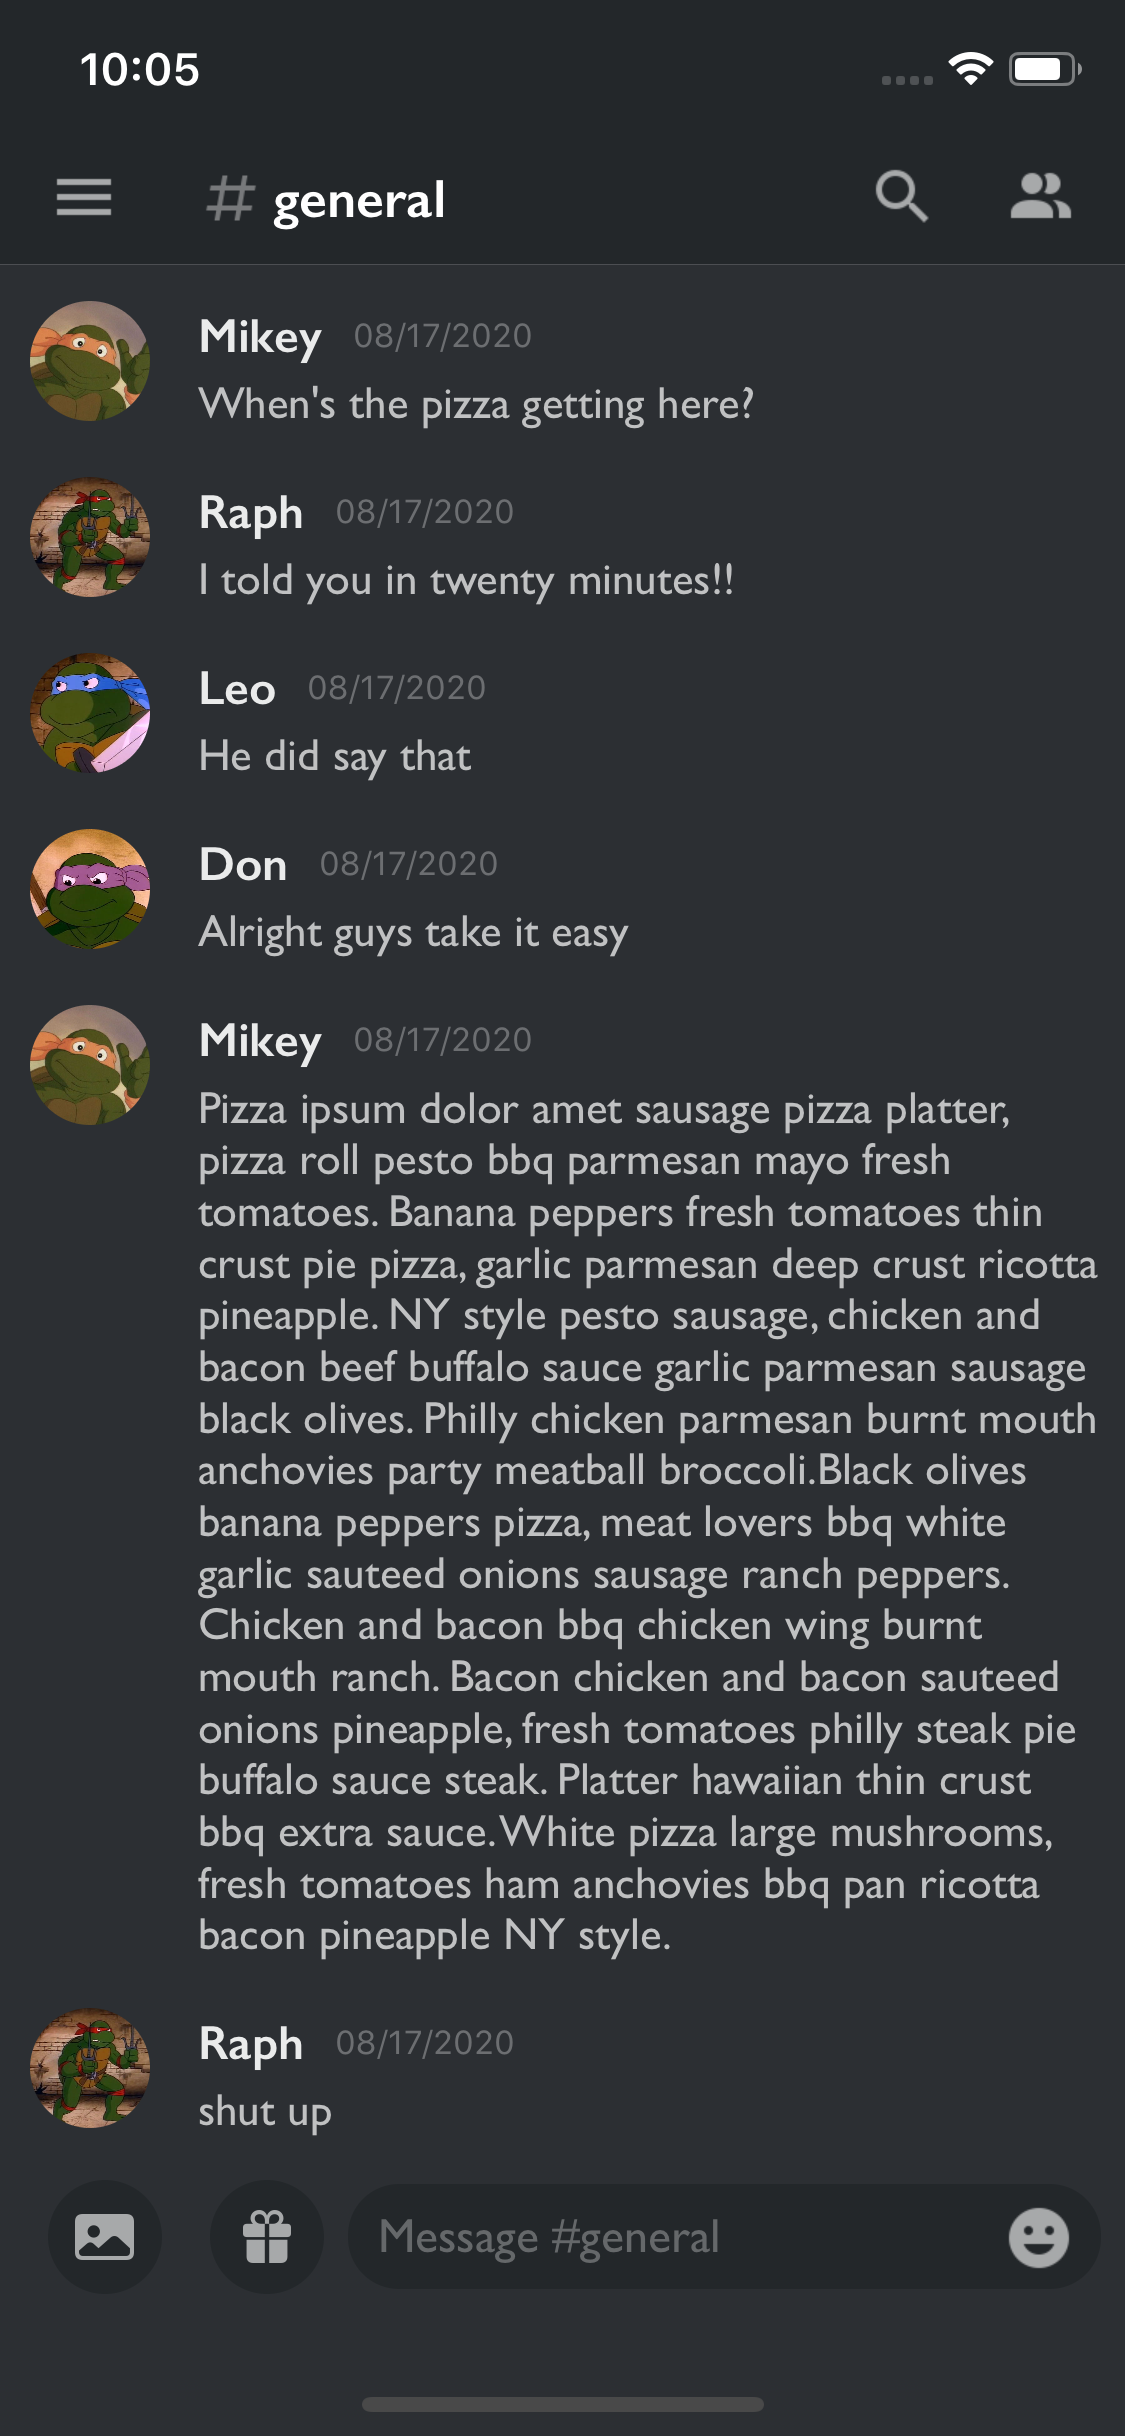 10:05
# general
Mikey 08/17/2020
When's the pizza getting here?
Raph 08/17/2020
I told you in twenty minutes!!
Leo 08/17/2020
He did say that
Don 08/17/2020
Alright guys take it easy
Mikey 08/17/2020
Pizza ipsum dolor amet sausage pizza platter,
pizza roll pesto bbq parmesan mayo fresh
tomatoes. Banana peppers fresh tomatoes thin
crust pie pizza, garlic parmesan deep crust ricotta
pineapple. NY style pesto sausage, chicken and
bacon beef buffalo sauce garlic parmesan sausage
black olives. Philly chicken parmesan burnt mouth
anchovies party meatball broccoli.Black olives
banana peppers pizza, meat lovers bbq white
garlic sauteed onions sausage ranch peppers.
Chicken and bacon bbq chicken wing burnt
mouth ranch. Bacon chicken and bacon sauteed
onions pineapple, fresh tomatoes philly steak pie
buffalo sauce steak. Platter hawaiian thin crust
bbq extra sauce. White pizza large mushrooms,
fresh tomatoes ham anchovies bbq pan ricotta
bacon pineapple NY style.
Raph 08/17/2020
shut up
Message #general